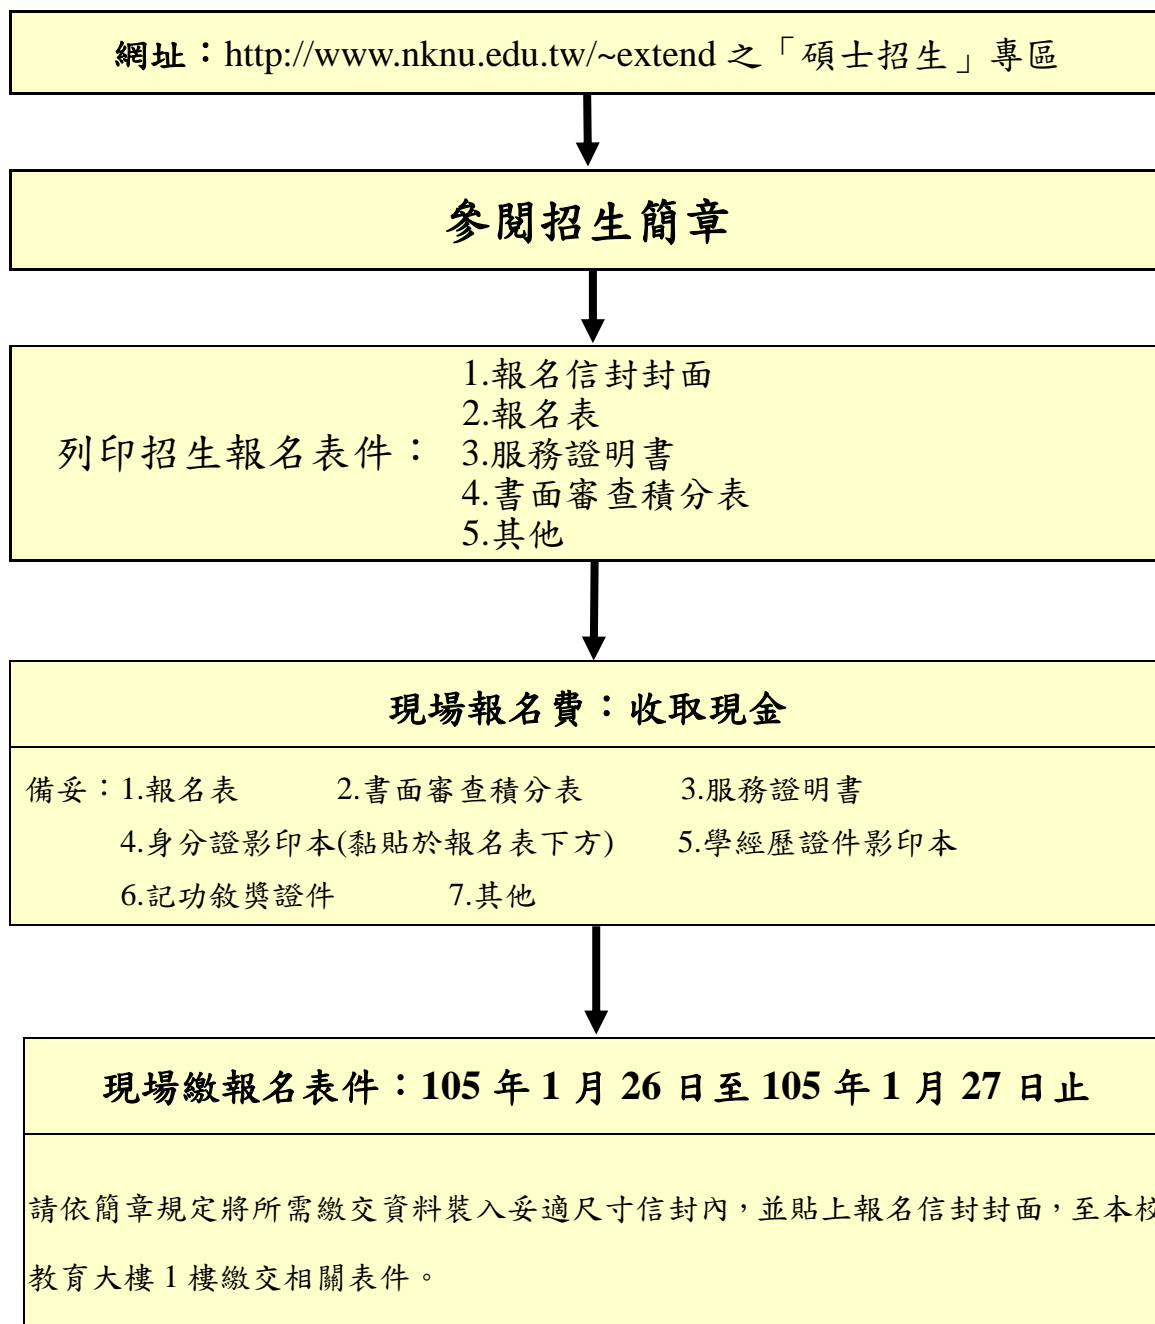 網址：http://www.nknu.edu.tw/~extend 之「碩士招生」專區
參閱招生簡章
列印招生報名表件：
1.報名信封封面
2.報名表
3.服務證明書
4.書面審查積分表
5.其他
現場報名費：收取現金
備妥：1.報名表 2.書面審查積分表 3.服務證明書
4.身分證影印本(黏貼於報名表下方) 5.學經歷證件影印本
6.記功敘獎證件 7.其他
現場繳報名表件：105 年 1 月 26 日至 105 年 1 月 27 日止
請依簡章規定將所需繳交資料裝入妥適尺寸信封內，並貼上報名信封封面，至本校
教育大樓 1 樓繳交相關表件。